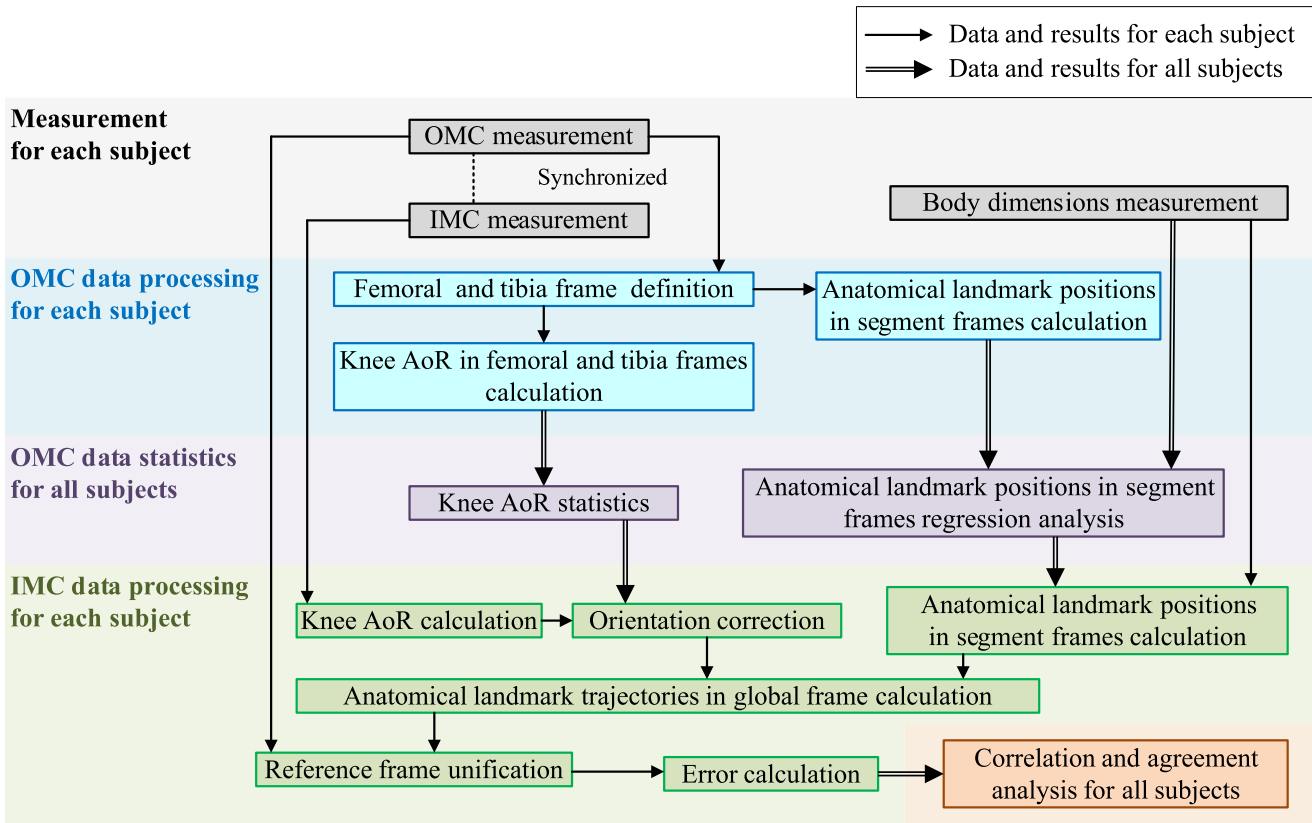 Data and results for each subject
Data and results for all subjects
Measurement
for each subject
OMC measurement
Synchronized
IMC measurement
Body dimensions measurement
OMC data processing
for each subject
Femoral and tibia frame definition
Anatomical landmark positions
in segment frames calculation
Knee AoR in femoral and tibia frames
calculation
OMC data statistics
for all subjects
Knee AoR statistics
Anatomical landmark positions in segment
frames regression analysis
IMC data processing
for each subject
Knee AoR calculation
Orientation correction
Anatomical landmark positions
in segment frames calculation
Anatomical landmark trajectories in global frame calculation
Reference frame unification
Error calculation
Correlation and agreement
analysis for all subjects